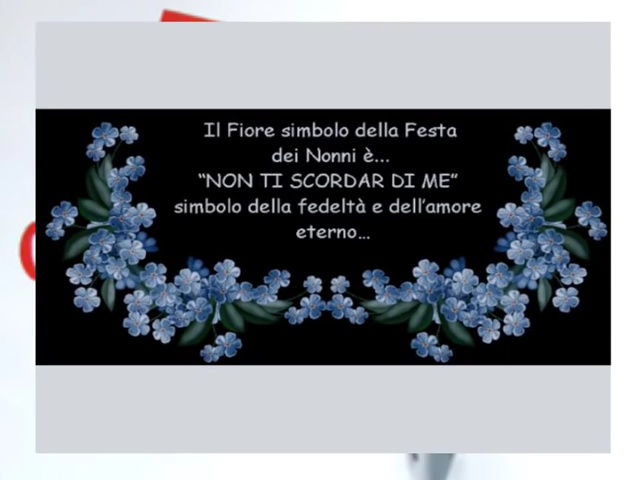 Il Fiore simbolo della Festa
dei Nonni è...
“NON TI SCORDAR DI ME”
simbolo della fedeltà e dell’amore
eterno...